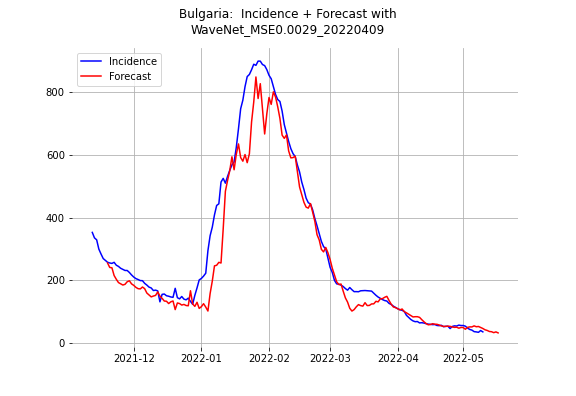 Bulgaria:  Incidence + Forecast with
WaveNet_MSE0.0029_20220409
Incidence
Forecast
800
600
400
200
0
2021-12 2022-01 2022-02 2022-03 2022-04 2022-05